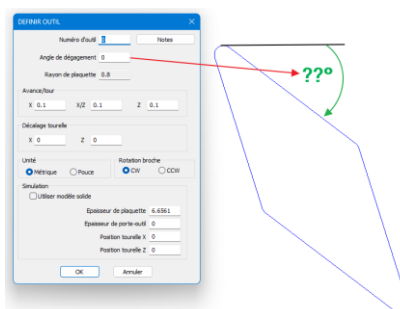 DEFINIR OUTIL
Numéro d'outil 0 Notes
Angle de dégagement 0
Rayon de plaquette 0.8
Avance/tour
X 0.1 X/Z 0.1 Z 0.1
Décalage tourelle
X 0 Z 0
Unité Rotation broche
Métrique Pouce CW CCW
Simulation
Utiliser modèle solide
Epaisseur de plaquette 6.6561
Epaisseur de porte-outil 0
Position tourelle X 0
Position tourelle Z 0
OK Annuler
??°